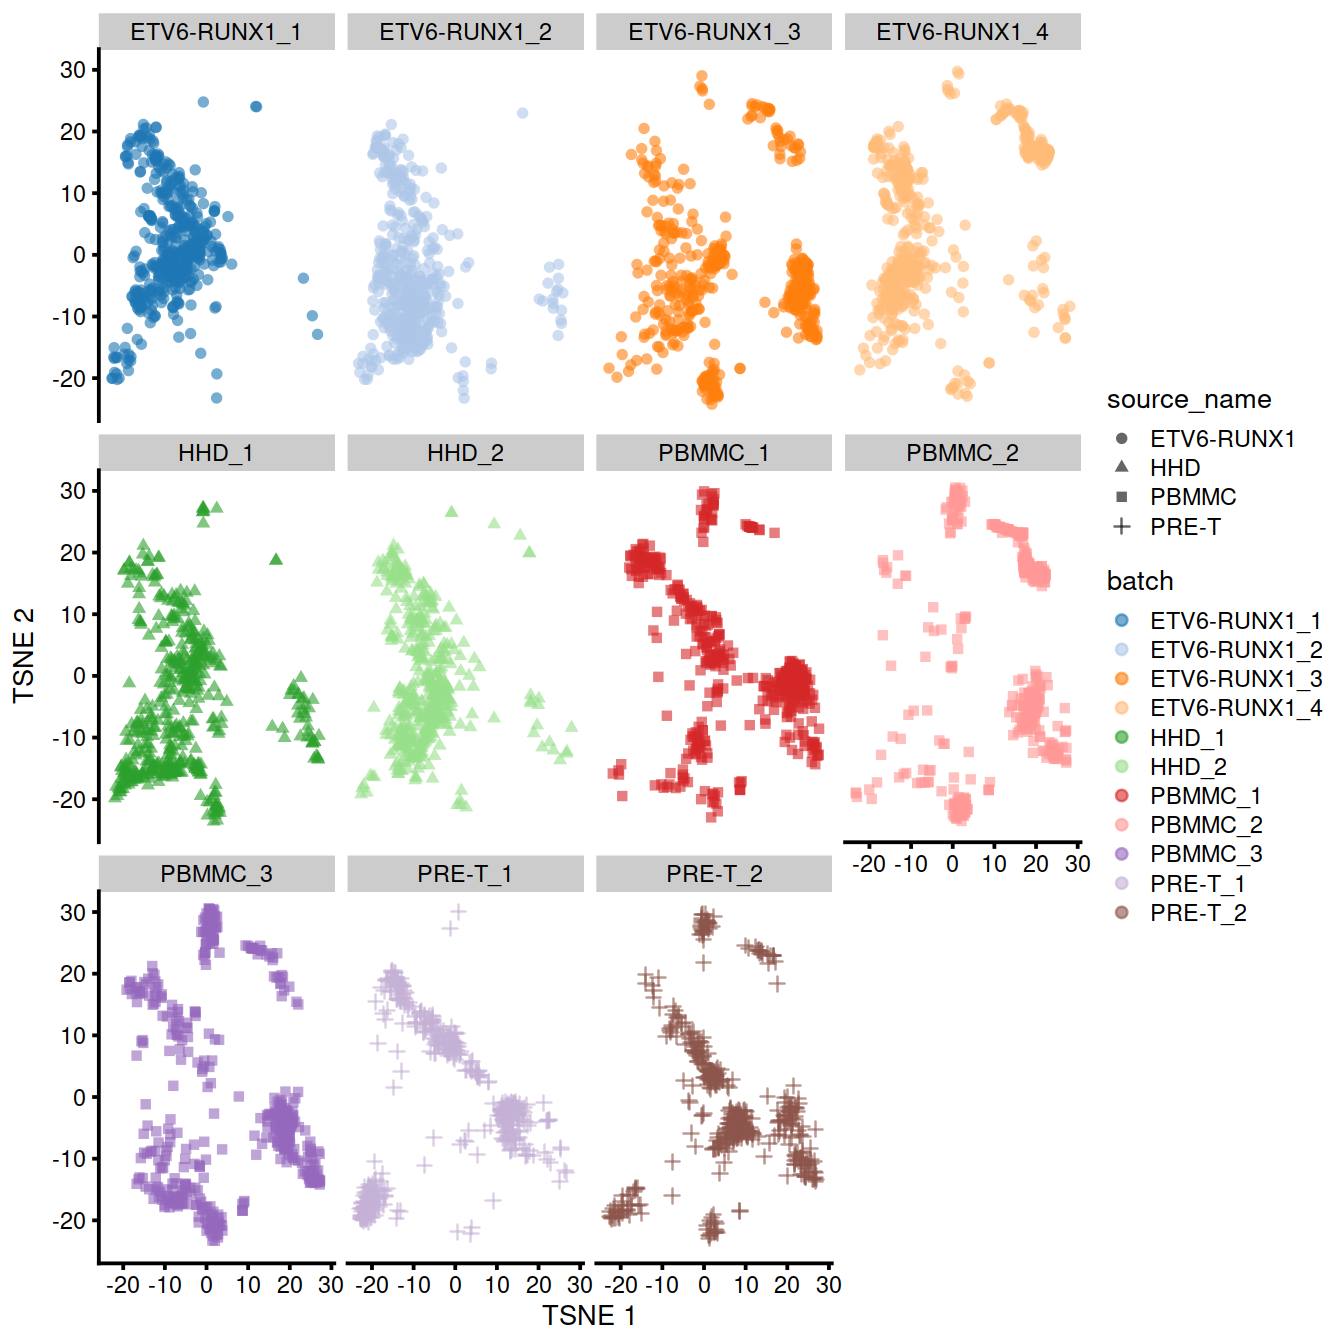 ETV6-RUNX1_1 ETV6-RUNX1_2 ETV6-RUNX1_3 ETV6-RUNX1_4
30
20
10
0
-10
-20
HHD_1 HHD_2 PBMMC_1 PBMMC_2
30
20
10
0
-10
-20
-20 -10 0 10 20 30
PBMMC_3 PRE-T_1 PRE-T_2
30
20
10
0
-10
-20
-20 -10 0 10 20 30 -20 -10 0 10 20 30 -20 -10 0 10 20 30
TSNE 1
TSNE 2
source_name
ETV6-RUNX1
HHD
PBMMC
PRE-T
batch
ETV6-RUNX1_1
ETV6-RUNX1_2
ETV6-RUNX1_3
ETV6-RUNX1_4
HHD_1
HHD_2
PBMMC_1
PBMMC_2
PBMMC_3
PRE-T_1
PRE-T_2